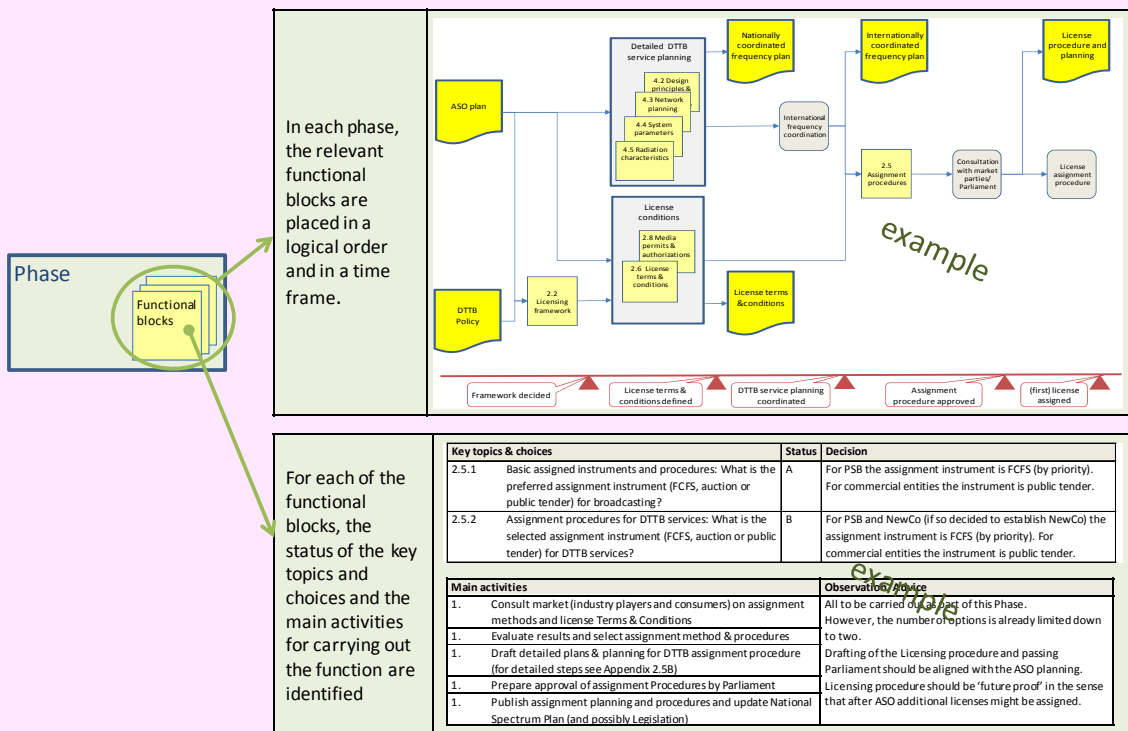 Phase
Functional
blocks
In each phase,
the relevant
functional
blocks are
placed in a
logical order
and in a time
frame.
ASO plan
DTTB
Policy
2.2
Licensing
framework
Detailed DTTB
service planning
4.2 Design
principles &
4.3 Network
planning
4.4 System
parameters
4.5 Radiation
characteristics
License
conditions
2.8 Media
permits &
authorizations
2.6 License
terms &
conditions
Nationally
coordinated
frequency plan
License terms
&conditions
International
frequency
coordination
Internationally
coordinated
frequency plan
2.5
Assignment
procedures
Consultation
with market
parties/
Parliament
License
procedure and
planning
License
assignment
procedure
example
Framework decided
License terms &
conditions defined
DTTB service planning
coordinated
Assignment
procedure approved
(first) license
assigned
For each of the
functional
blocks, the
status of the key
topics and
choices and the
main activities
for carrying out
the function are
identified
Key topics & choices Status Decision
2.5.1 Basic assigned instruments and procedures: What is the A For PSB the assignment instrument is FCFS (by priority).
preferred assignment instrument (FCFS, auction or For commercial entities the instrument is public tender.
public tender) for broadcasting?
2.5.2 Assignment procedures for DTTB services: What is the B For PSB and NewCo (if so decided to establish NewCo) the
selected assignment instrument (FCFS, auction or public assignment instrument is FCFS (by priority). For
tender) for DTTB services? commercial entities the instrument is public tender.
example
Main activities Observation/Advice
1. Consult market (industry players and consumers) on assignment All to be carried out as part of this Phase.
methods and license Terms & Conditions However, the number of options is already limited down
1. Evaluate results and select assignment method & procedures to two.
1. Draft detailed plans & planning for DTTB assignment procedure Drafting of the Licensing procedure and passing
(for detailed steps see Appendix 2.5B) Parliament should be aligned with the ASO planning.
1. Prepare approval of assignment Procedures by Parliament Licensing procedure should be ‘future proof’ in the sense
1. Publish assignment planning and procedures and update National that after ASO additional licenses might be assigned.
Spectrum Plan (and possibly Legislation)